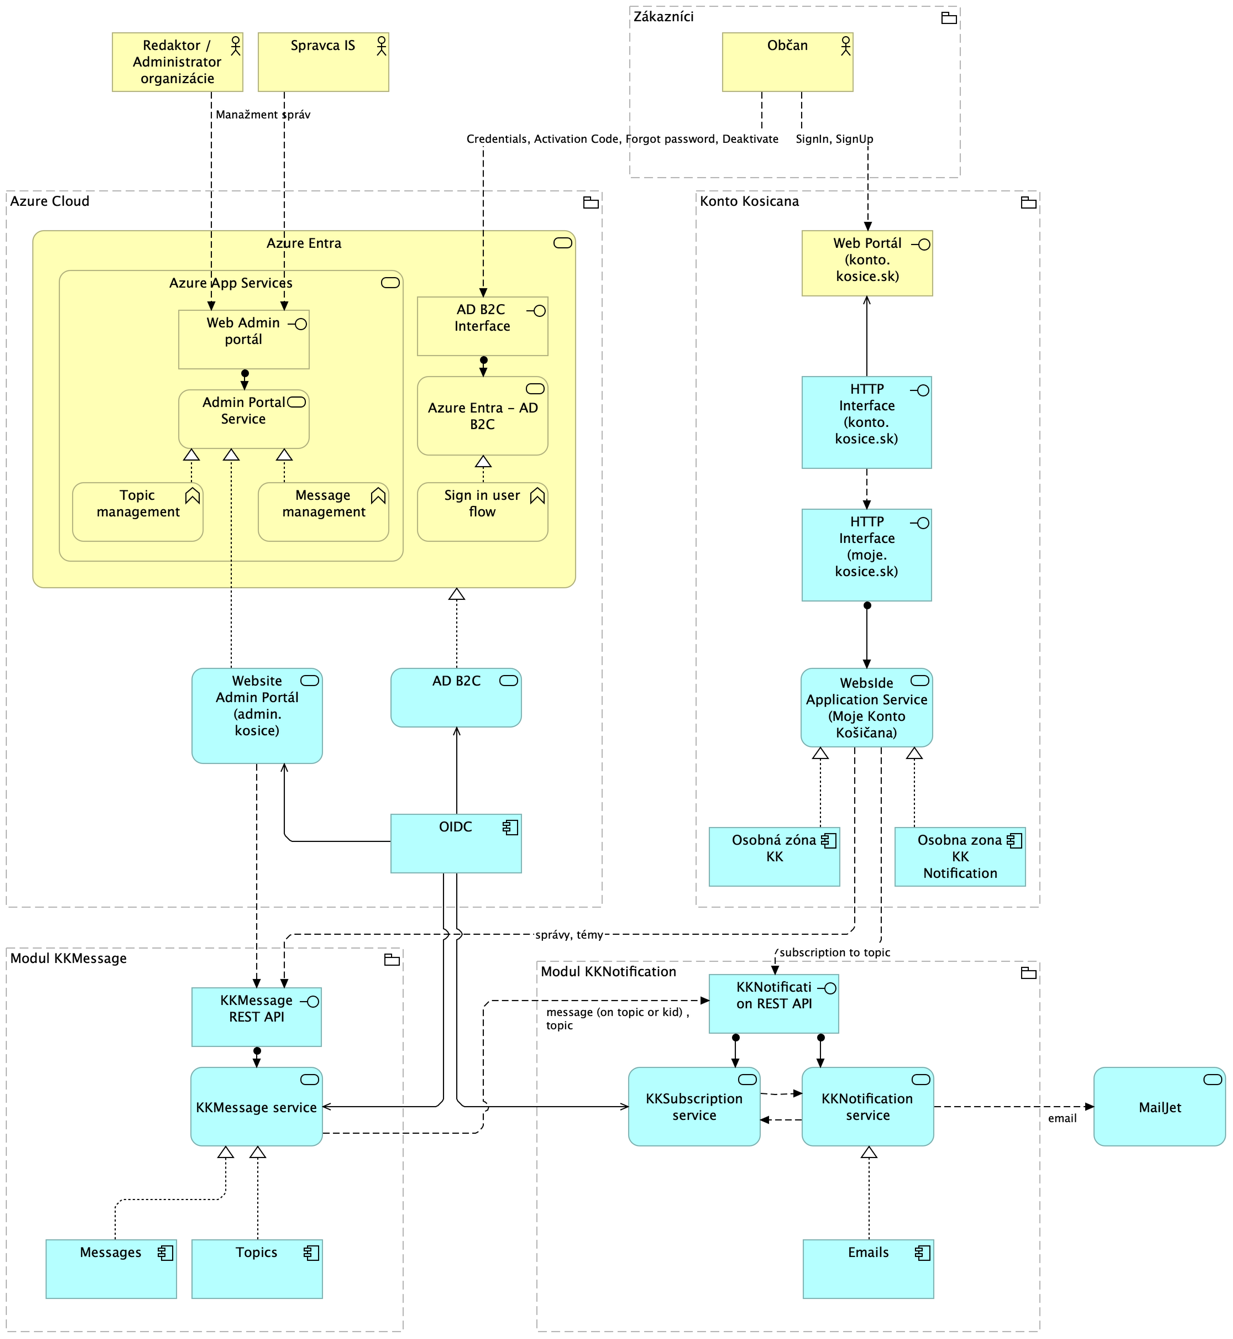 Zákazníci
Redaktor /
Administrator
organizácie
Spravca IS
Občan
Manažment správ
Credentials, Activation Code, Forgot password, Deaktivate
SignIn, SignUp
Azure Cloud
Konto Kosicana
Azure Entra
Web Portál
(konto.
kosice.sk)
Azure App Services
Web Admin
portál
AD B2C
Interface
Admin Portal
Service
Azure Entra – AD
B2C
HTTP
Interface
(konto.
kosice.sk)
Topic
management
Message
management
Sign in user
flow
HTTP
Interface
(moje.
kosice.sk)
Website
Admin Portál
(admin.
kosice)
AD B2C
WebsIde
Application Service
(Moje Konto
Košičana)
OIDC
Osobná zóna
KK
Osobna zona
KK
Notification
správy, témy
subscription to topic
Modul KKMessage
Modul KKNotification
KKMessage
REST API
KKNotificati
on REST API
message (on topic or kid) ,
topic
KKMessage service
KKSubscription
service
KKNotification
service
MailJet
email
Messages
Topics
Emails